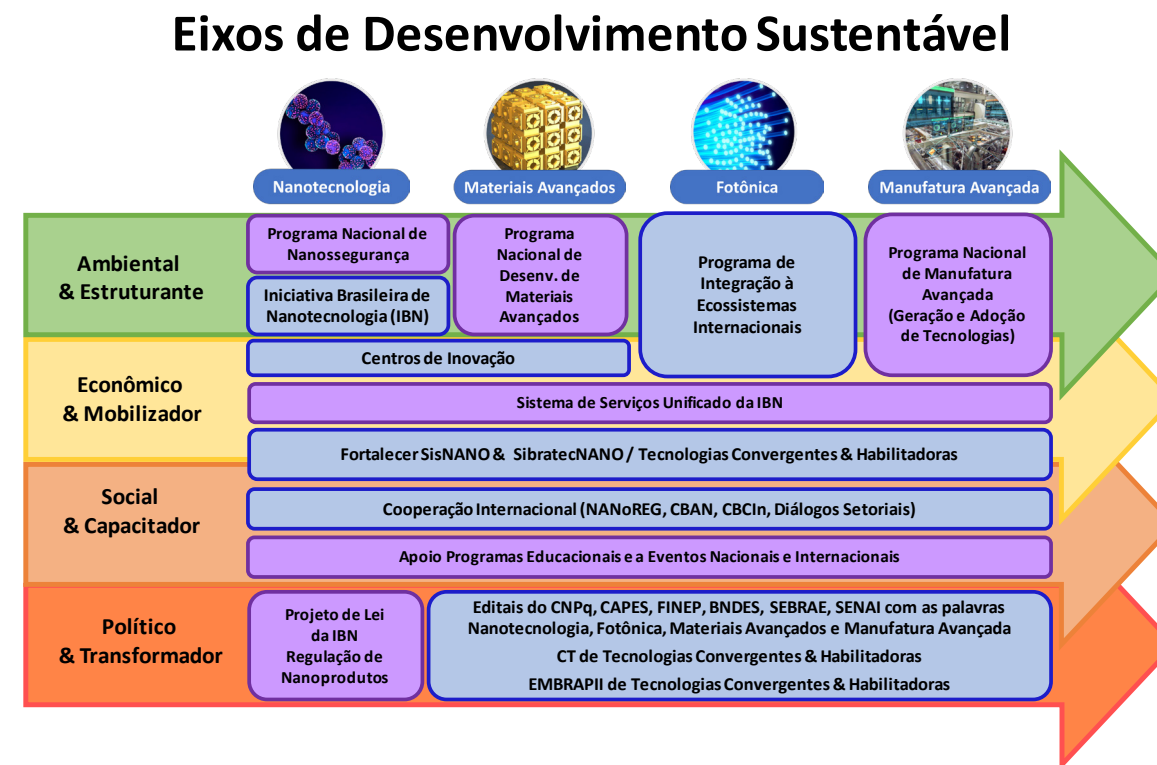 Eixos de Desenvolvimento Sustentável
Nanotecnologia
Materiais Avançados
Fotônica
Manufatura Avançada
Ambiental
& Estruturante
Programa Nacional de
Nanossegurança
Iniciativa Brasileira de
Nanotecnologia (IBN)
Programa
Nacional de
Desenv. de
Materiais
Avançados
Programa de
Integração à
Ecossistemas
Internacionais
Programa Nacional
de Manufatura
Avançada
(Geração e Adoção
de Tecnologias)
Econômico
& Mobilizador
Centros de Inovação
Sistema de Serviços Unificado da IBN
Fortalecer SisNANO & SibratecNANO / Tecnologias Convergentes & Habilitadoras
Social
& Capacitador
Cooperação Internacional (NANoREG, CBAN, CBCIn, Diálogos Setoriais)
Apoio Programas Educacionais e a Eventos Nacionais e Internacionais
Político
& Transformador
Projeto de Lei
da IBN
Regulação de
Nanoprodutos
Editais do CNPq, CAPES, FINEP, BNDES, SEBRAE, SENAI com as palavras
Nanotecnologia, Fotônica, Materiais Avançados e Manufatura Avançada
CT de Tecnologias Convergentes & Habilitadoras
EMBRAPII de Tecnologias Convergentes & Habilitadoras